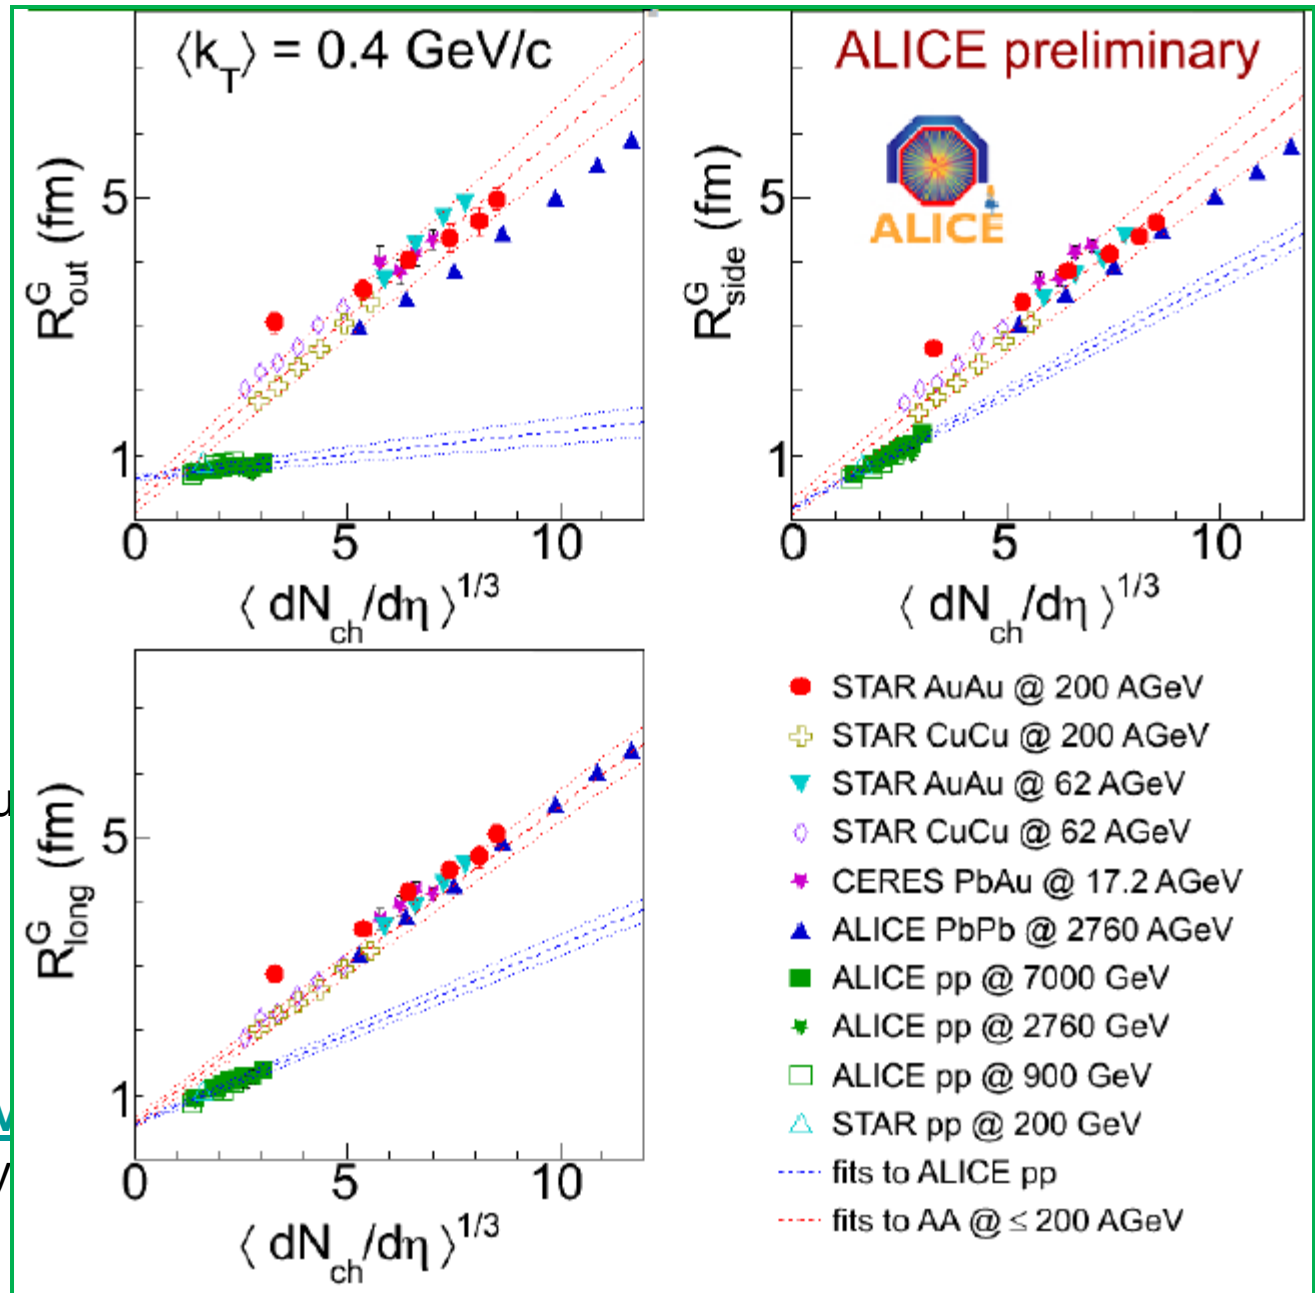 ⟨k_T⟩ = 0.4 GeV/c
R^G_out (fm)
5
1
0 5 10
⟨ dN_ch/dη ⟩^1/3
ALICE preliminary
ALICE
R^G_side (fm)
5
1
0 5 10
⟨ dN_ch/dη ⟩^1/3
R^G_long (fm)
5
1
0 5 10
⟨ dN_ch/dη ⟩^1/3
STAR AuAu @ 200 AGeV
STAR CuCu @ 200 AGeV
STAR AuAu @ 62 AGeV
STAR CuCu @ 62 AGeV
CERES PbAu @ 17.2 AGeV
ALICE PbPb @ 2760 AGeV
ALICE pp @ 7000 GeV
ALICE pp @ 2760 GeV
ALICE pp @ 900 GeV
STAR pp @ 200 GeV
fits to ALICE pp
fits to AA @ ≤ 200 AGeV